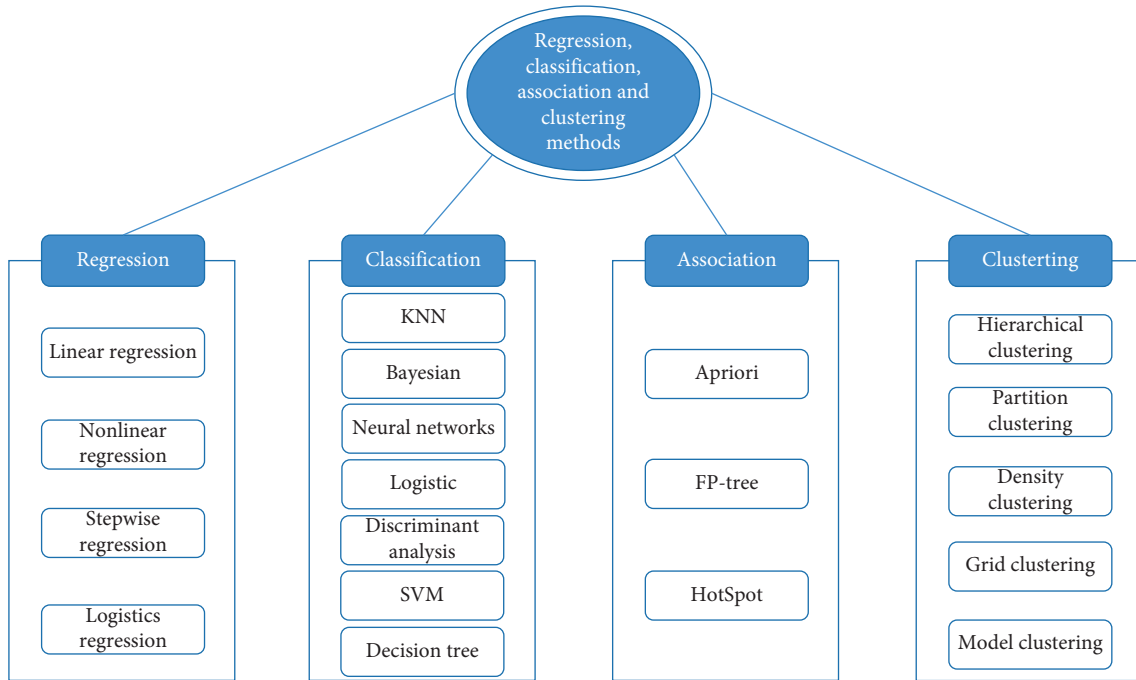 Regression,
classification,
association and
clustering
methods
Regression
Linear regression
Nonlinear
regression
Stepwise
regression
Logistics
regression
Classification
KNN
Bayesian
Neural networks
Logistic
Discriminant
analysis
SVM
Decision tree
Association
Apriori
FP-tree
HotSpot
Clusterting
Hierarchical
clustering
Partition
clustering
Density
clustering
Grid clustering
Model clustering